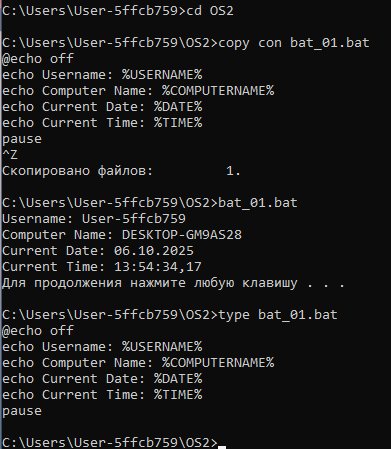 C:\Users\User-5ffcb759>cd OS2
C:\Users\User-5ffcb759\OS2>copy con bat_01.bat
@echo off
echo Username: %USERNAME%
echo Computer Name: %COMPUTERNAME%
echo Current Date: %DATE%
echo Current Time: %TIME%
pause
^Z
Скопировано файлов:         1.
C:\Users\User-5ffcb759\OS2>bat_01.bat
Username: User-5ffcb759
Computer Name: DESKTOP-GM9AS28
Current Date: 06.10.2025
Current Time: 13:54:34,17
Для продолжения нажмите любую клавишу . . .
C:\Users\User-5ffcb759\OS2>type bat_01.bat
@echo off
echo Username: %USERNAME%
echo Computer Name: %COMPUTERNAME%
echo Current Date: %DATE%
echo Current Time: %TIME%
pause
C:\Users\User-5ffcb759\OS2>